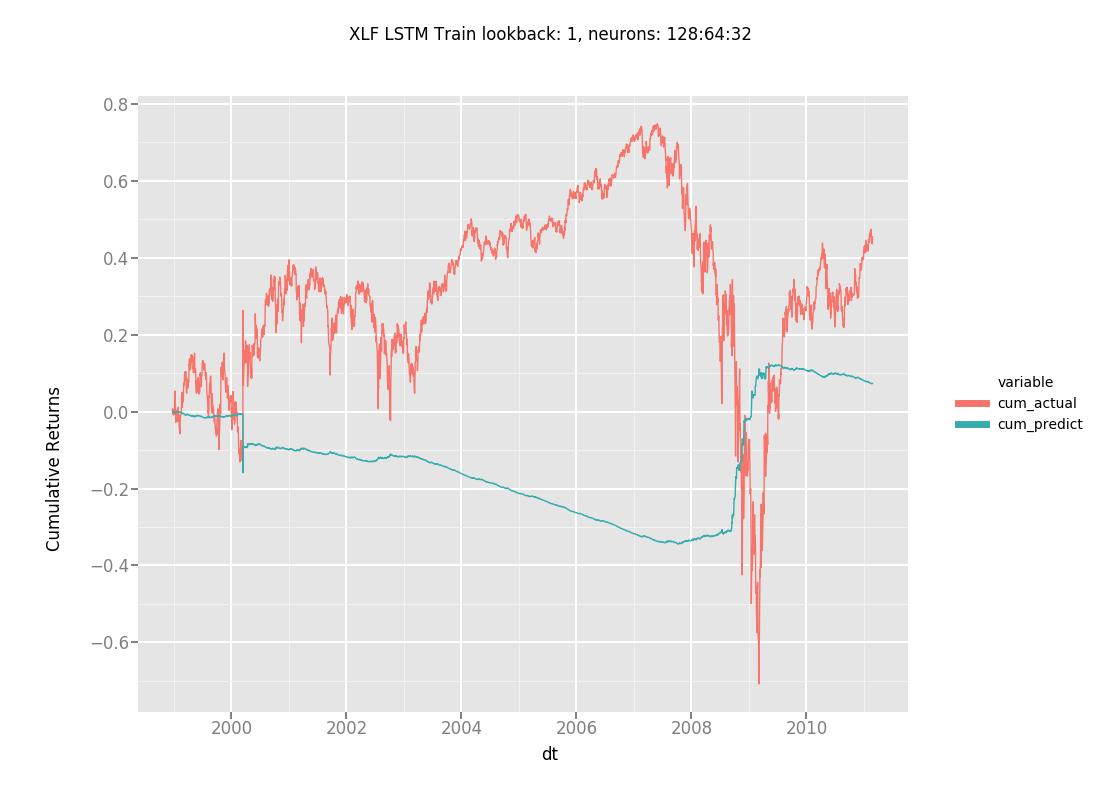 XLF LSTM Train lookback: 1, neurons: 128:64:32
0.8
0.6
0.4
0.2
0.0
−0.2
−0.4
−0.6
Cumulative Returns
2000 2002 2004 2006 2008 2010
dt
variable
cum_actual
cum_predict